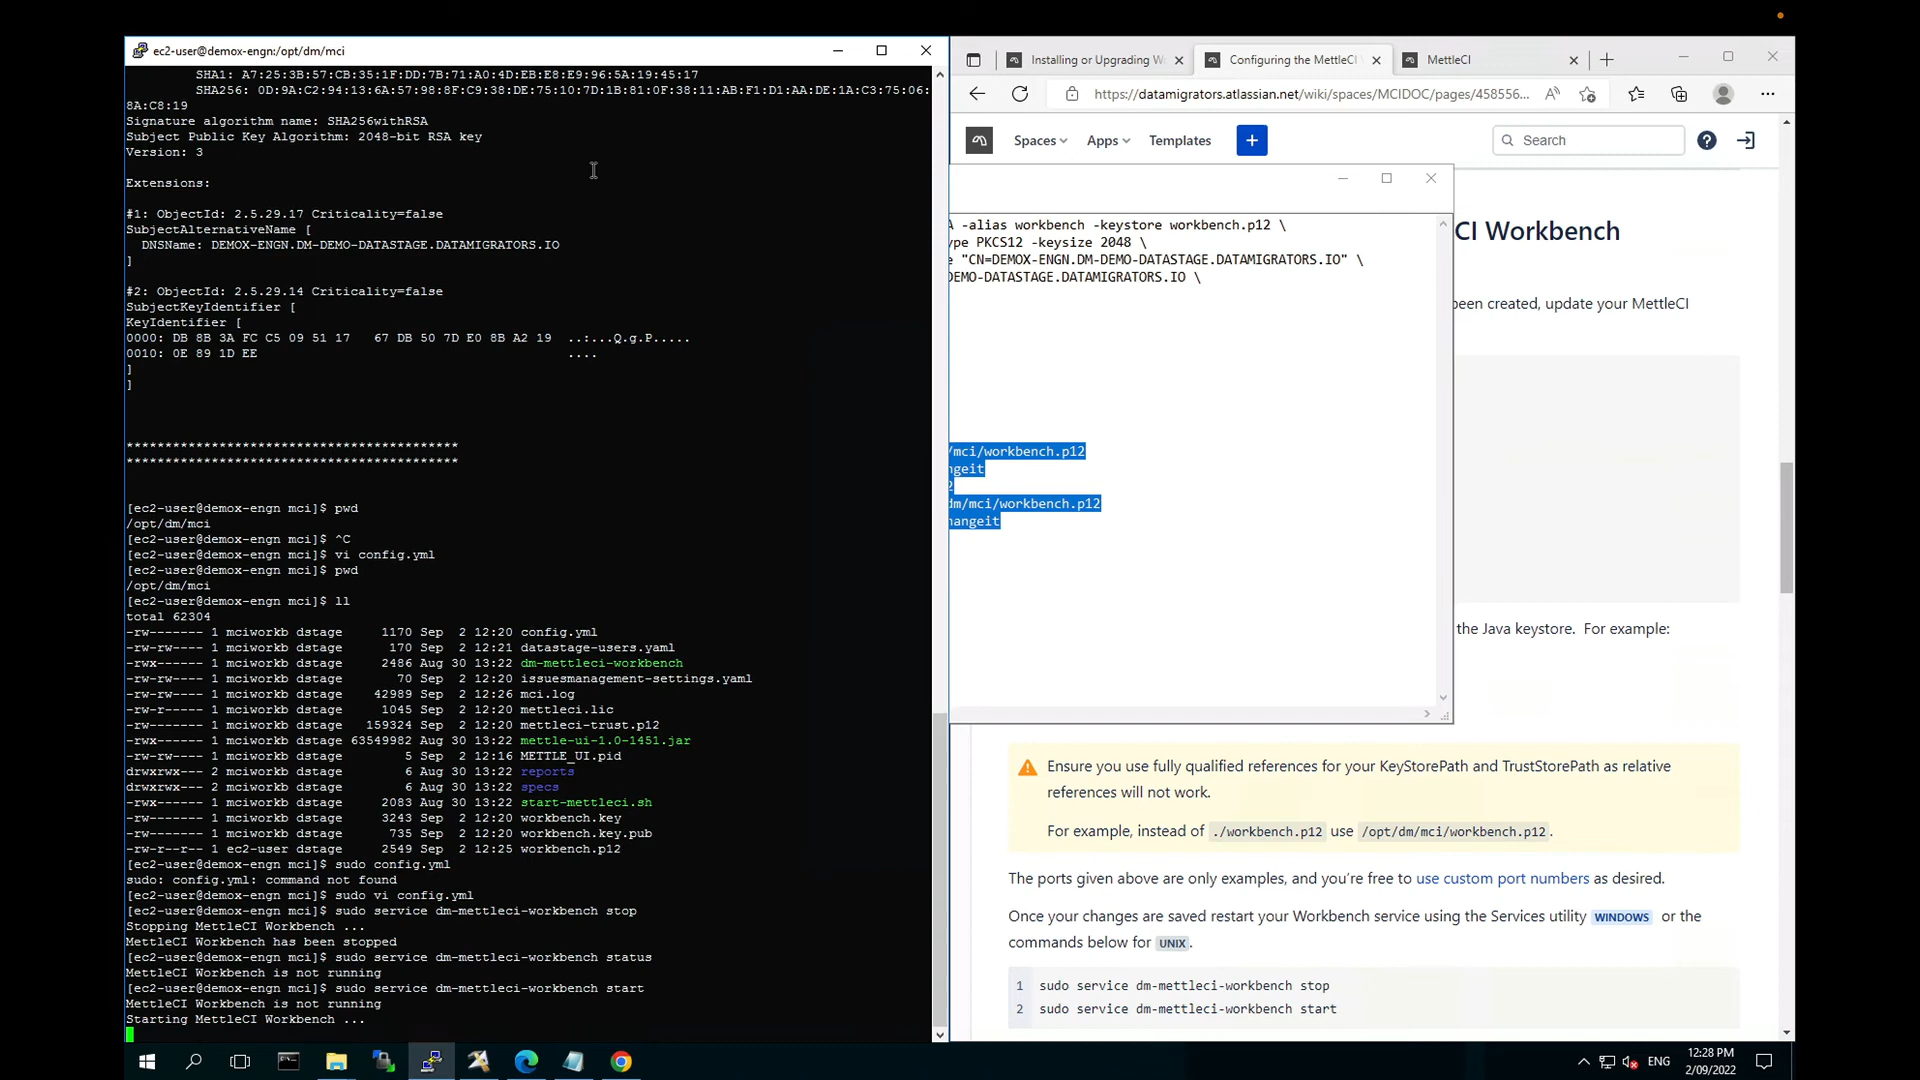 ec2-user@demox-engn:/opt/dm/mci
SHA1: A7:25:3B:57:CB:35:1F:DD:7B:71:A0:4D:EB:E8:E9:96:5A:19:45:17
SHA256: 0D:9A:C2:94:13:6A:57:98:8F:C9:38:DE:75:10:7D:1B:81:0F:38:11:AB:F1:D1:AA:DE:1A:C3:75:06:
8A:C8:19
Signature algorithm name: SHA256withRSA
Subject Public Key Algorithm: 2048-bit RSA key
Version: 3
Extensions:
#1: ObjectId: 2.5.29.17 Criticality=false
SubjectAlternativeName [
DNSName: DEMOX-ENGN.DM-DEMO-DATASTAGE.DATAMIGRATORS.IO
]
#2: ObjectId: 2.5.29.14 Criticality=false
SubjectKeyIdentifier [
KeyIdentifier [
0000: DB 8B 3A FC C5 09 51 17   67 DB 50 7D E0 8B A2 19  ..:...Q.g.P.....
0010: 0E 89 1D EE                                        ....
]
]
*******************************************
*******************************************
[ec2-user@demox-engn mci]$ pwd
/opt/dm/mci
[ec2-user@demox-engn mci]$ ^C
[ec2-user@demox-engn mci]$ vi config.yml
[ec2-user@demox-engn mci]$ pwd
/opt/dm/mci
[ec2-user@demox-engn mci]$ ll
total 62304
-rw------- 1 mciworkb dstage     1170 Sep  2 12:20 config.yml
-rw-rw---- 1 mciworkb dstage      170 Sep  2 12:21 datastage-users.yaml
-rwx------ 1 mciworkb dstage     2486 Aug 30 13:22 dm-mettleci-workbench
-rw-rw---- 1 mciworkb dstage       70 Sep  2 12:20 issuesmanagement-settings.yaml
-rw-rw---- 1 mciworkb dstage    42989 Sep  2 12:26 mci.log
-rw-r----- 1 mciworkb dstage     1045 Sep  2 12:20 mettleci.lic
-rw-rw---- 1 mciworkb dstage   159324 Sep  2 12:20 mettleci-trust.p12
-rwx------ 1 mciworkb dstage 63549982 Aug 30 13:22 mettle-ui-1.0-1451.jar
-rw-rw---- 1 mciworkb dstage        5 Sep  2 12:16 METTLE_UI.pid
drwxrwx--- 2 mciworkb dstage        6 Aug 30 13:22 reports
drwxrwx--- 2 mciworkb dstage        6 Aug 30 13:22 specs
-rwx------ 1 mciworkb dstage     2083 Aug 30 13:22 start-mettleci.sh
-rw------- 1 mciworkb dstage     3243 Sep  2 12:20 workbench.key
-rw-rw---- 1 mciworkb dstage      735 Sep  2 12:20 workbench.key.pub
-rw-r--r-- 1 ec2-user dstage     2549 Sep  2 12:25 workbench.p12
[ec2-user@demox-engn mci]$ sudo config.yml
sudo: config.yml: command not found
[ec2-user@demox-engn mci]$ sudo vi config.yml
[ec2-user@demox-engn mci]$ sudo service dm-mettleci-workbench stop
Stopping MettleCI Workbench ...
MettleCI Workbench has been stopped
[ec2-user@demox-engn mci]$ sudo service dm-mettleci-workbench status
MettleCI Workbench is not running
[ec2-user@demox-engn mci]$ sudo service dm-mettleci-workbench start
MettleCI Workbench is not running
Starting MettleCI Workbench ...
Installing or Upgrading W
Configuring the MettleCI
MettleCI
https://datamigrators.atlassian.net/wiki/spaces/MCIDOC/pages/458556...
Spaces
Apps
Templates
Search
-alias workbench -keystore workbench.p12 \
ype PKCS12 -keysize 2048 \
"CN=DEMOX-ENGN.DM-DEMO-DATASTAGE.DATAMIGRATORS.IO" \
DEMO-DATASTAGE.DATAMIGRATORS.IO \
/mci/workbench.p12
ngeit
dm/mci/workbench.p12
hangeit
CI Workbench
been created, update your MettleCI
the Java keystore. For example:
Ensure you use fully qualified references for your KeyStorePath and TrustStorePath as relative
references will not work.
For example, instead of ./workbench.p12 use /opt/dm/mci/workbench.p12.
The ports given above are only examples, and you're free to use custom port numbers as desired.
Once your changes are saved restart your Workbench service using the Services utility WINDOWS or the
commands below for UNIX.
1 sudo service dm-mettleci-workbench stop
2 sudo service dm-mettleci-workbench start
ENG
12:28 PM
2/09/2022